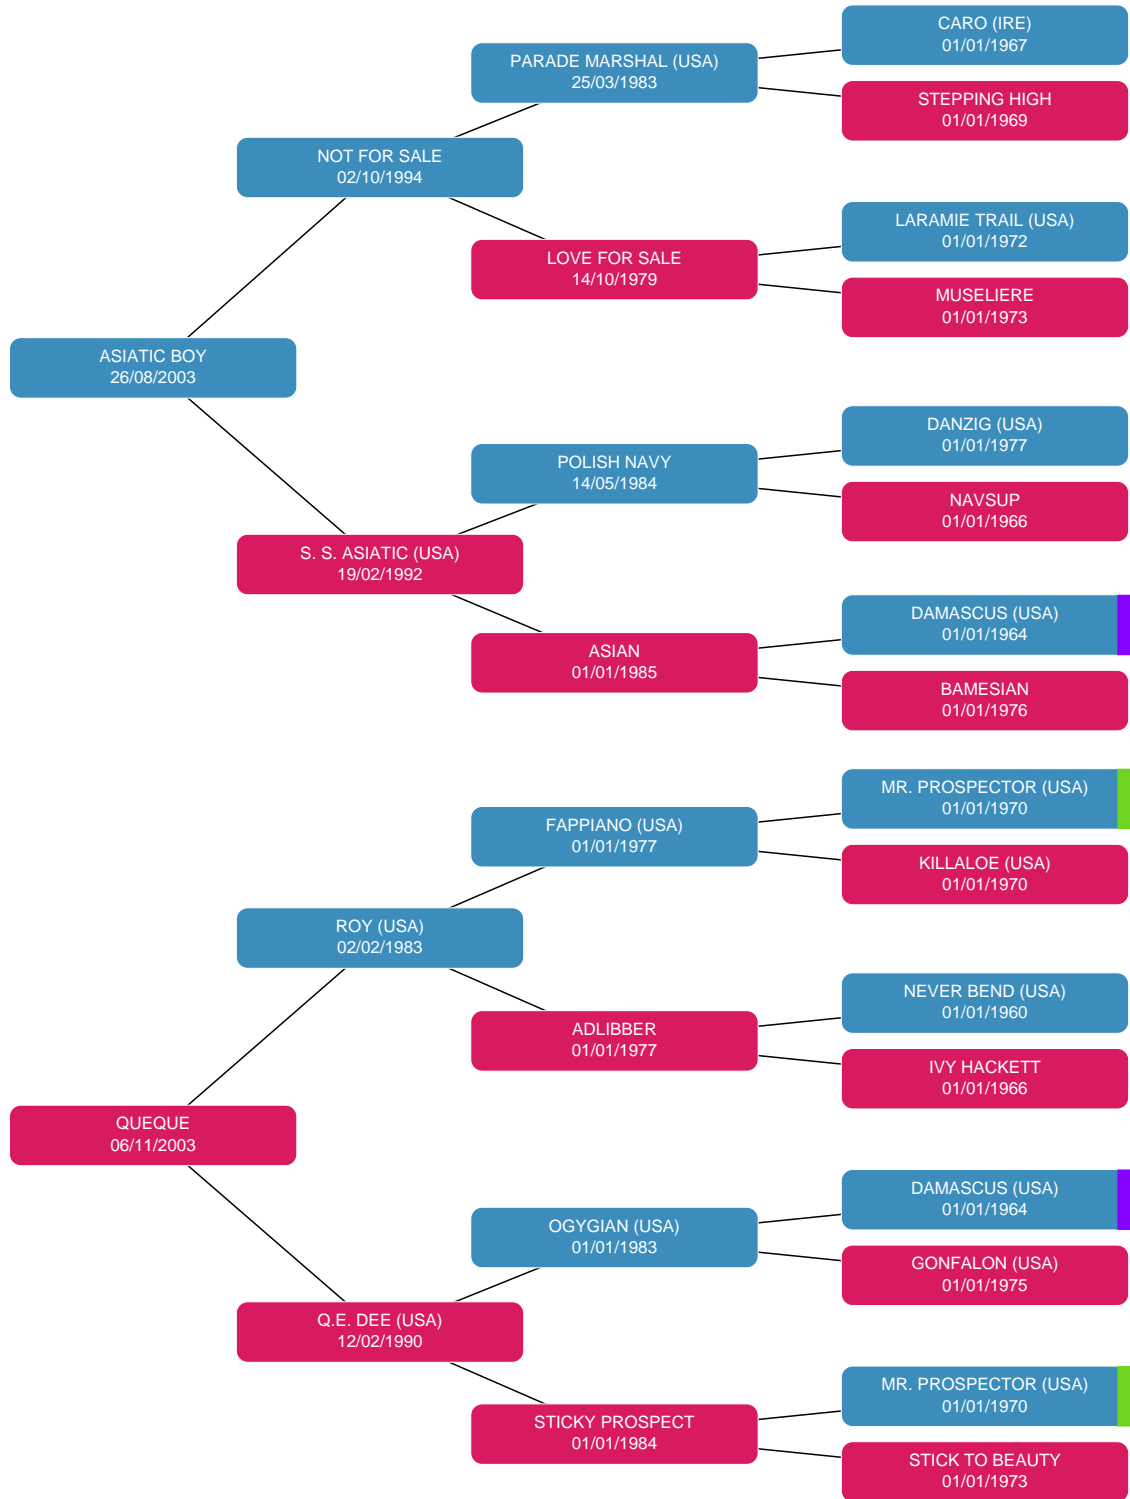 CARO (IRE)
01/01/1967
PARADE MARSHAL (USA)
25/03/1983
STEPPING HIGH
01/01/1969
NOT FOR SALE
02/10/1994
LARAMIE TRAIL (USA)
01/01/1972
LOVE FOR SALE
14/10/1979
MUSELIERE
01/01/1973
ASIATIC BOY
26/08/2003
DANZIG (USA)
01/01/1977
POLISH NAVY
14/05/1984
NAVSUP
01/01/1966
S. S. ASIATIC (USA)
19/02/1992
DAMASCUS (USA)
01/01/1964
ASIAN
01/01/1985
BAMESIAN
01/01/1976
MR. PROSPECTOR (USA)
01/01/1970
FAPPIANO (USA)
01/01/1977
KILLALOE (USA)
01/01/1970
ROY (USA)
02/02/1983
NEVER BEND (USA)
01/01/1960
ADLIBBER
01/01/1977
IVY HACKETT
01/01/1966
QUEQUE
06/11/2003
DAMASCUS (USA)
01/01/1964
OGYGIAN (USA)
01/01/1983
GONFALON (USA)
01/01/1975
Q.E. DEE (USA)
12/02/1990
MR. PROSPECTOR (USA)
01/01/1970
STICKY PROSPECT
01/01/1984
STICK TO BEAUTY
01/01/1973